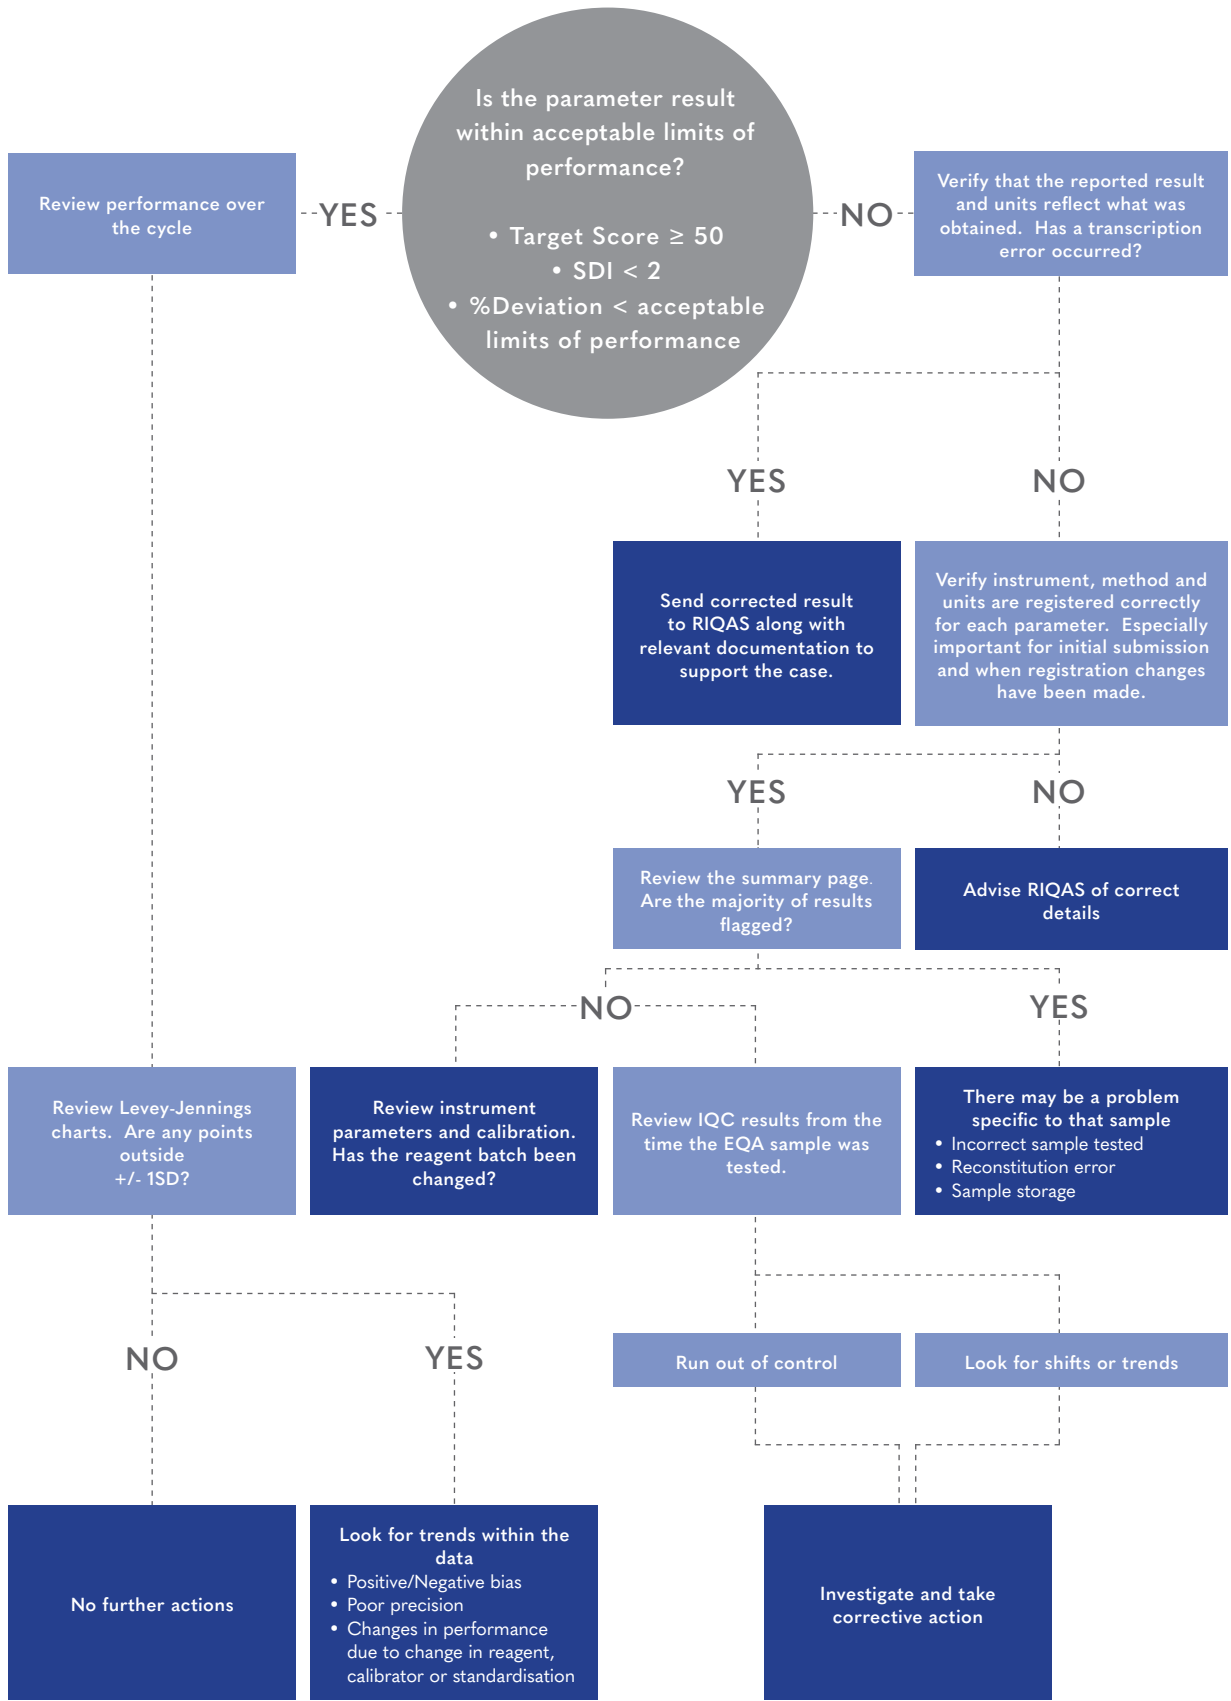 Is the parameter result
within acceptable limits of
performance?
• Target Score ≥ 50
• SDI < 2
• %Deviation < acceptable
limits of performance
Review performance over
the cycle
YES
NO
Verify that the reported result
and units reflect what was
obtained. Has a transcription
error occurred?
YES
NO
Send corrected result
to RIQAS along with
relevant documentation to
support the case.
Verify instrument, method and
units are registered correctly
for each parameter. Especially
important for initial submission
and when registration changes
have been made.
YES
NO
Review the summary page.
Are the majority of results
flagged?
Advise RIQAS of correct
details
NO
YES
Review Levey-Jennings
charts. Are any points
outside
+/- 1SD?
Review instrument
parameters and calibration.
Has the reagent batch been
changed?
Review IQC results from the
time the EQA sample was
tested.
There may be a problem
specific to that sample
• Incorrect sample tested
• Reconstitution error
• Sample storage
NO
YES
Run out of control
Look for shifts or trends
No further actions
Look for trends within the
data
• Positive/Negative bias
• Poor precision
• Changes in performance
due to change in reagent,
calibrator or standardisation
Investigate and take
corrective action